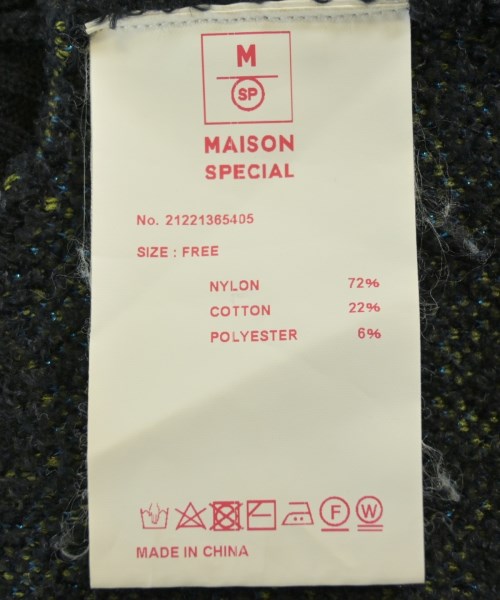 M
SP
MAISON
SPECIAL
No. 21221365405
SIZE : FREE
NYLON 72%
COTTON 22%
POLYESTER 6%
F W
MADE IN CHINA